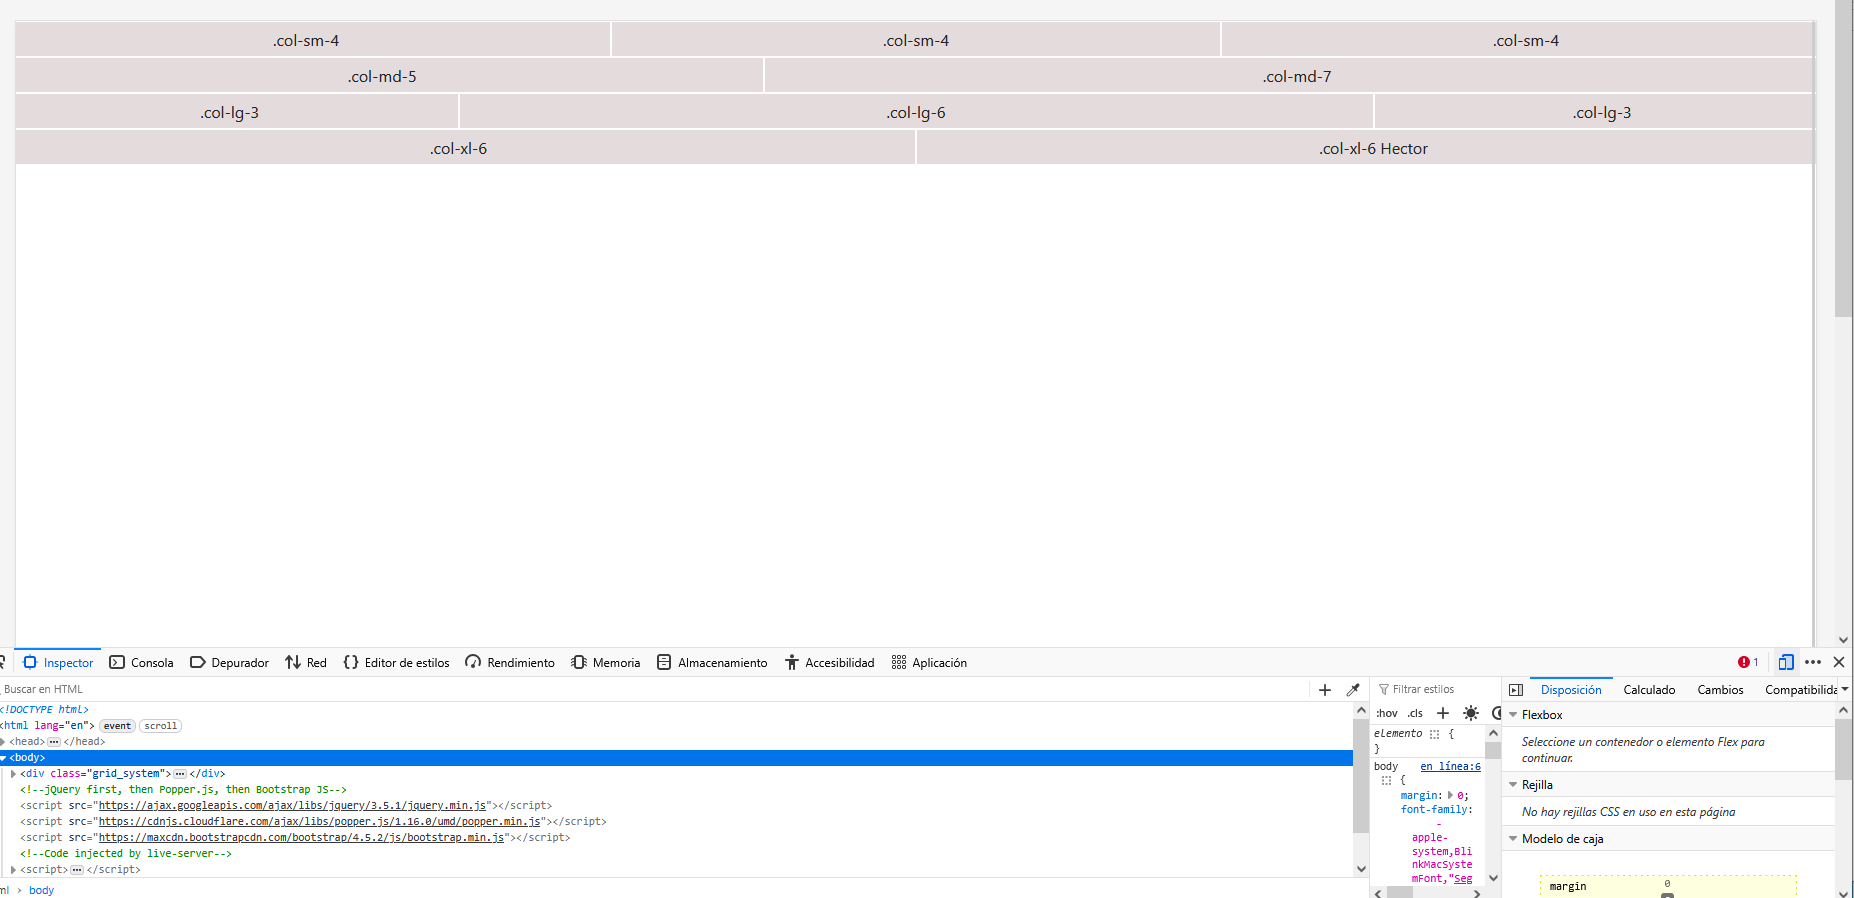 .col-sm-4 .col-sm-4 .col-sm-4
.col-md-5 .col-md-7
.col-lg-3 .col-lg-6 .col-lg-3
.col-xl-6 .col-xl-6 Hector
Inspector Consola Depurador Red Editor de estilos Rendimiento Memoria Almacenamiento Accesibilidad Aplicación 1
Buscar en HTML
<!DOCTYPE html>
<html lang="en"> event scroll
<head> </head>
<body>
<div class="grid_system"> </div>
<!--jQuery first, then Popper.js, then Bootstrap JS-->
<script src="https://ajax.googleapis.com/ajax/libs/jquery/3.5.1/jquery.min.js"></script>
<script src="https://cdnjs.cloudflare.com/ajax/libs/popper.js/1.16.0/umd/popper.min.js"></script>
<script src="https://maxcdn.bootstrapcdn.com/bootstrap/4.5.2/js/bootstrap.min.js"></script>
<!--Code injected by live-server-->
<script> </script>
ml › body
Filtrar estilos
:hov .cls
elemento {
}
body en línea:6
{
margin: 0;
font-family:
-
apple-
system,Bli
nkMacSyste
mFont,"Seg
Disposición Calculado Cambios Compatibilida
Flexbox
Seleccione un contenedor o elemento Flex para
continuar.
Rejilla
No hay rejillas CSS en uso en esta página
Modelo de caja
margin 0